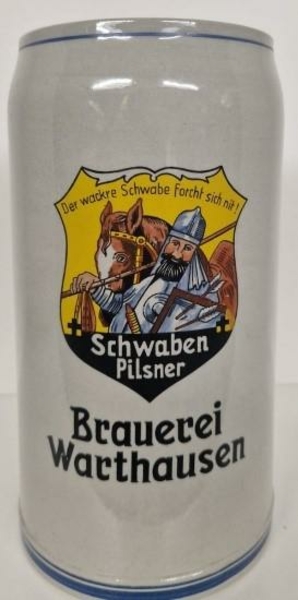 Der wackre Schwabe forcht sich nit!
Schwaben
Pilsner
Brauerei
Warthausen